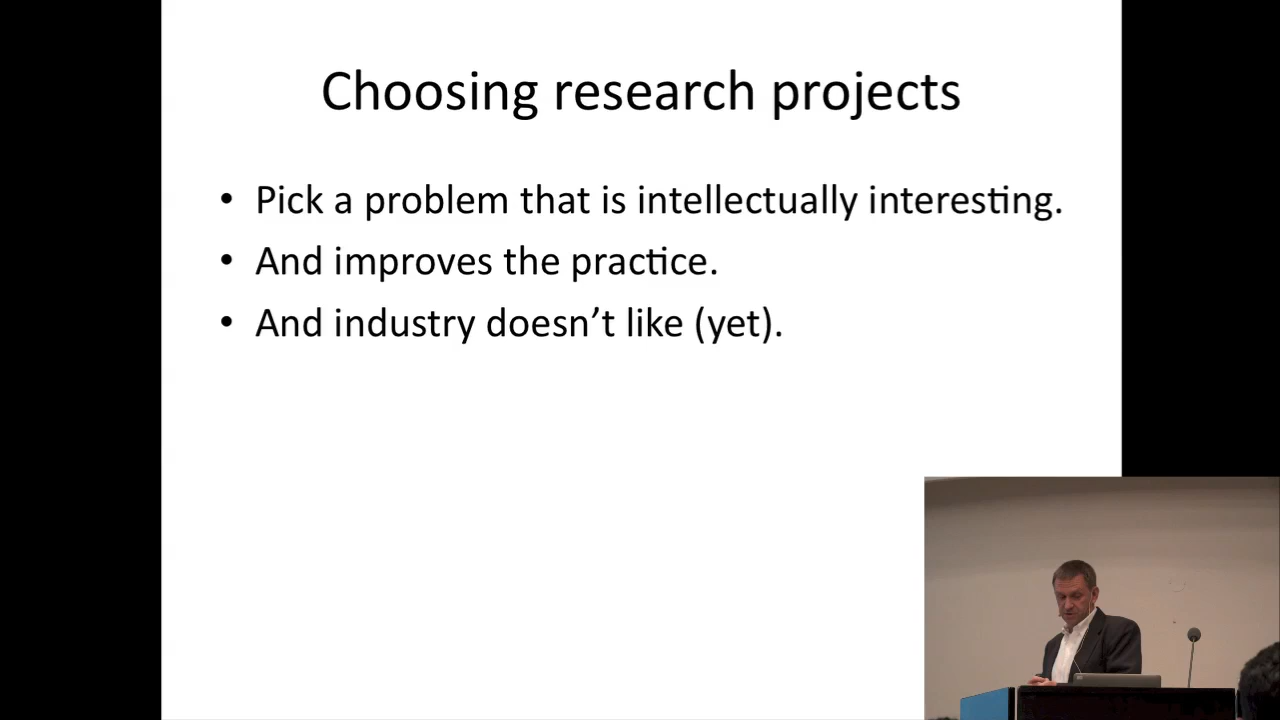 Choosing research projects
• Pick a problem that is intellectually interesting.
• And improves the practice.
• And industry doesn’t like (yet).